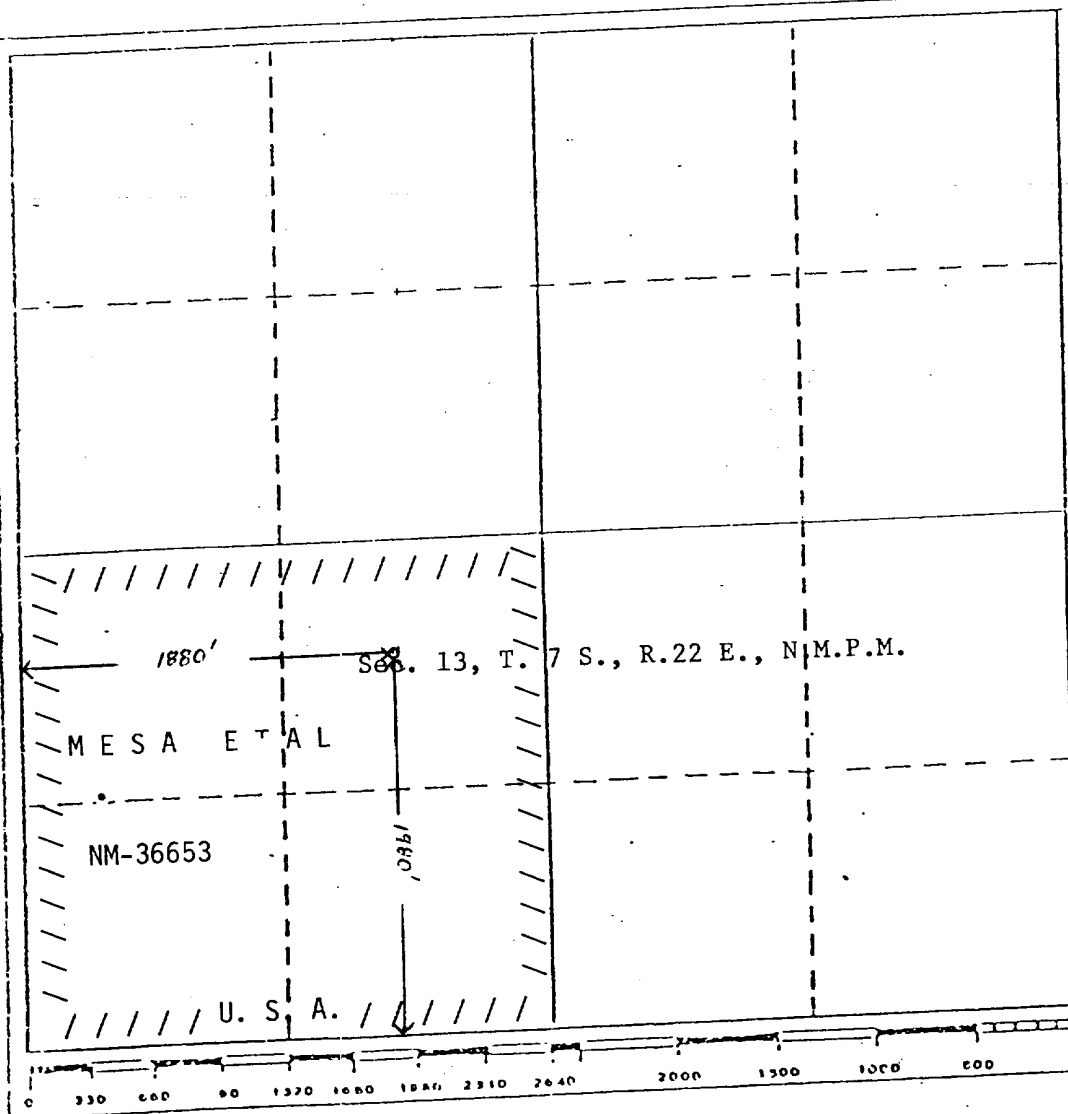 1880'
Sec. 13, T. 7 S., R.22 E., N.M.P.M.
MESA ET AL
1980'
NM-36653
U. S. A.
0 330 660 90 1320 1650 1980 2310 2640 2000 1500 1000 500